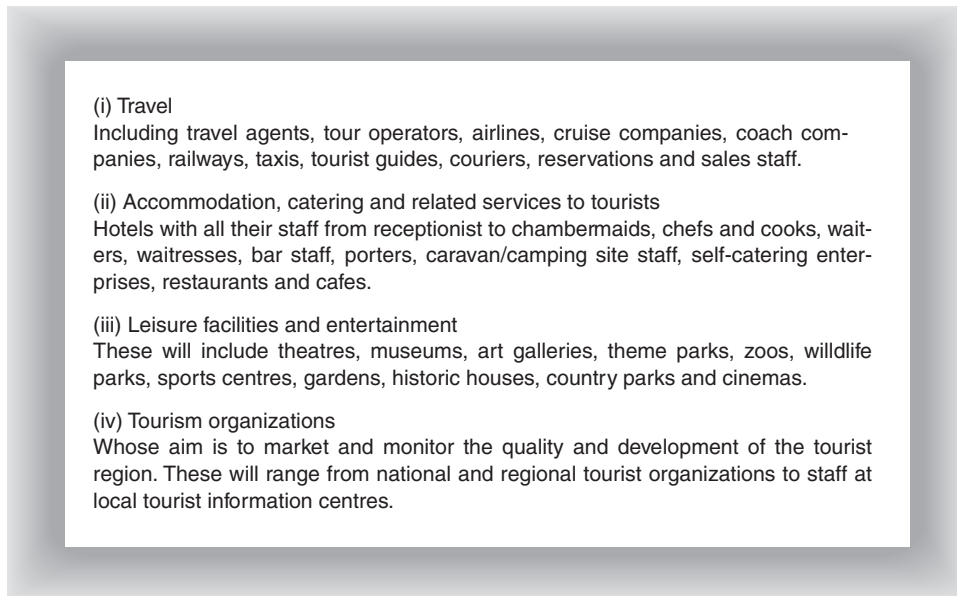 (i) Travel
Including travel agents, tour operators, airlines, cruise companies, coach com-
panies, railways, taxis, tourist guides, couriers, reservations and sales staff.
(ii) Accommodation, catering and related services to tourists
Hotels with all their staff from receptionist to chambermaids, chefs and cooks, wait-
ers, waitresses, bar staff, porters, caravan/camping site staff, self-catering enter-
prises, restaurants and cafes.
(iii) Leisure facilities and entertainment
These will include theatres, museums, art galleries, theme parks, zoos, willdlife
parks, sports centres, gardens, historic houses, country parks and cinemas.
(iv) Tourism organizations
Whose aim is to market and monitor the quality and development of the tourist
region. These will range from national and regional tourist organizations to staff at
local tourist information centres.